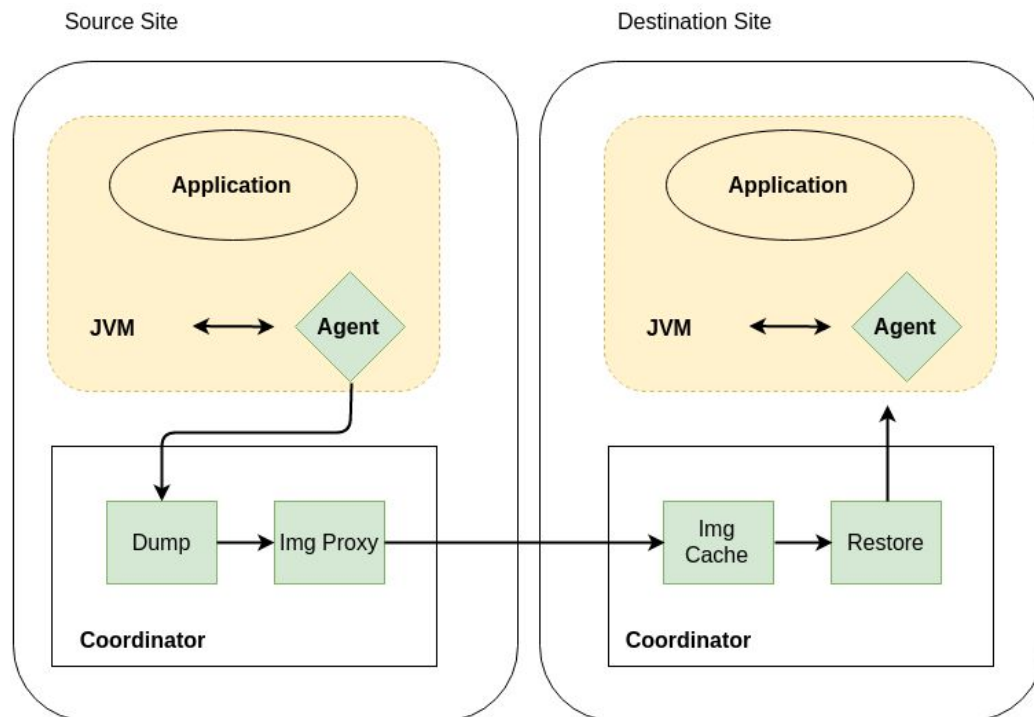 Source Site
Destination Site
Application
Application
JVM
Agent
JVM
Agent
Dump
Img Proxy
Img
Cache
Restore
Coordinator
Coordinator